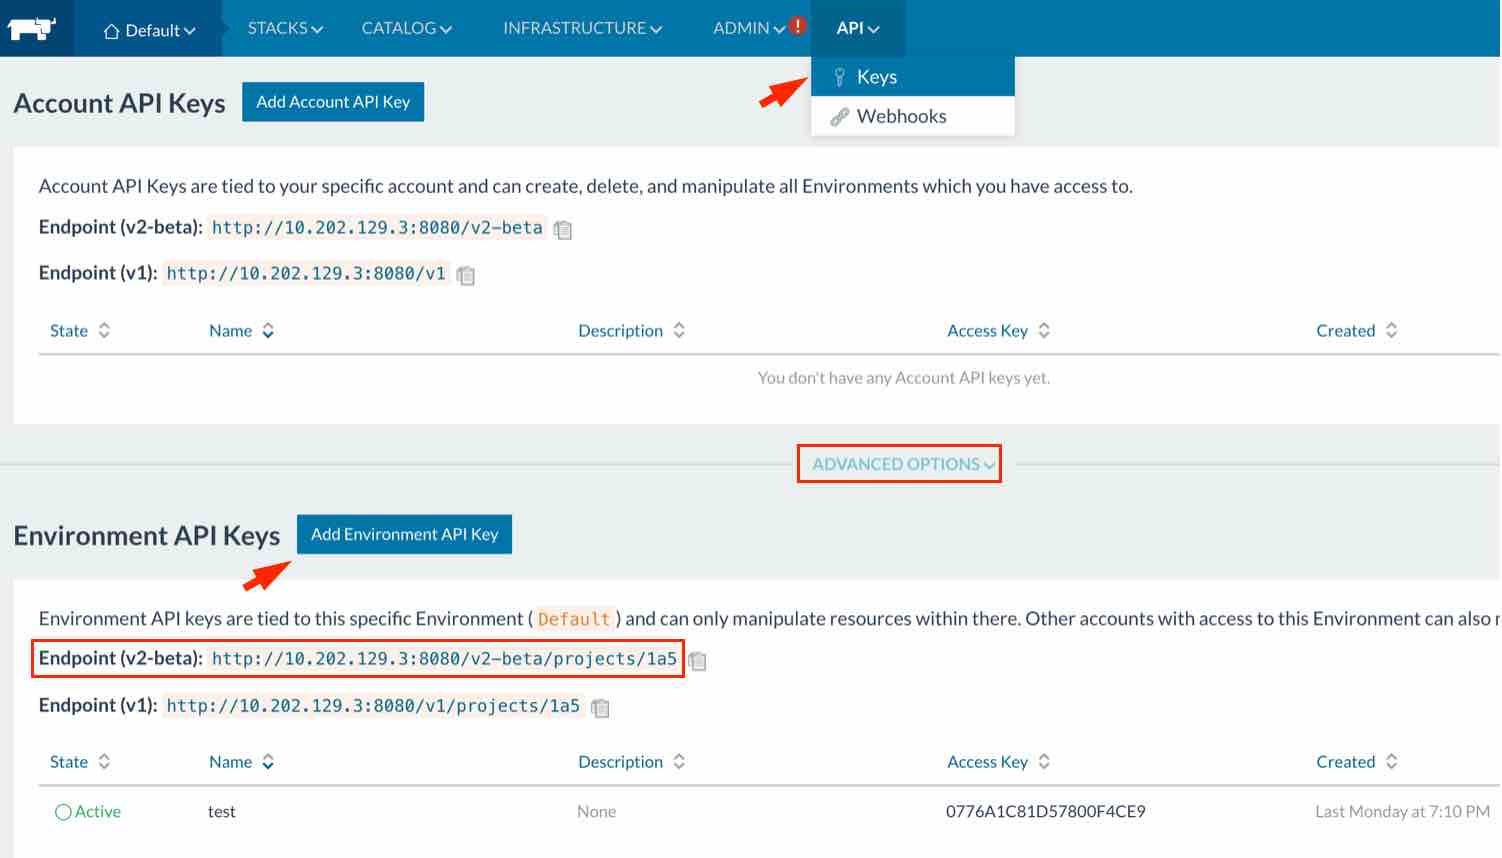 Default STACKS CATALOG INFRASTRUCTURE ADMIN ! API
Keys
Webhooks
Account API Keys Add Account API Key
Account API Keys are tied to your specific account and can create, delete, and manipulate all Environments which you have access to.
Endpoint (v2-beta): http://10.202.129.3:8080/v2-beta
Endpoint (v1): http://10.202.129.3:8080/v1
State Name Description Access Key Created
You don't have any Account API keys yet.
ADVANCED OPTIONS
Environment API Keys Add Environment API Key
Environment API keys are tied to this specific Environment ( Default ) and can only manipulate resources within there. Other accounts with access to this Environment can also
Endpoint (v2-beta): http://10.202.129.3:8080/v2-beta/projects/1a5
Endpoint (v1): http://10.202.129.3:8080/v1/projects/1a5
State Name Description Access Key Created
Active test None 0776A1C81D57800F4CE9 Last Monday at 7:10 PM